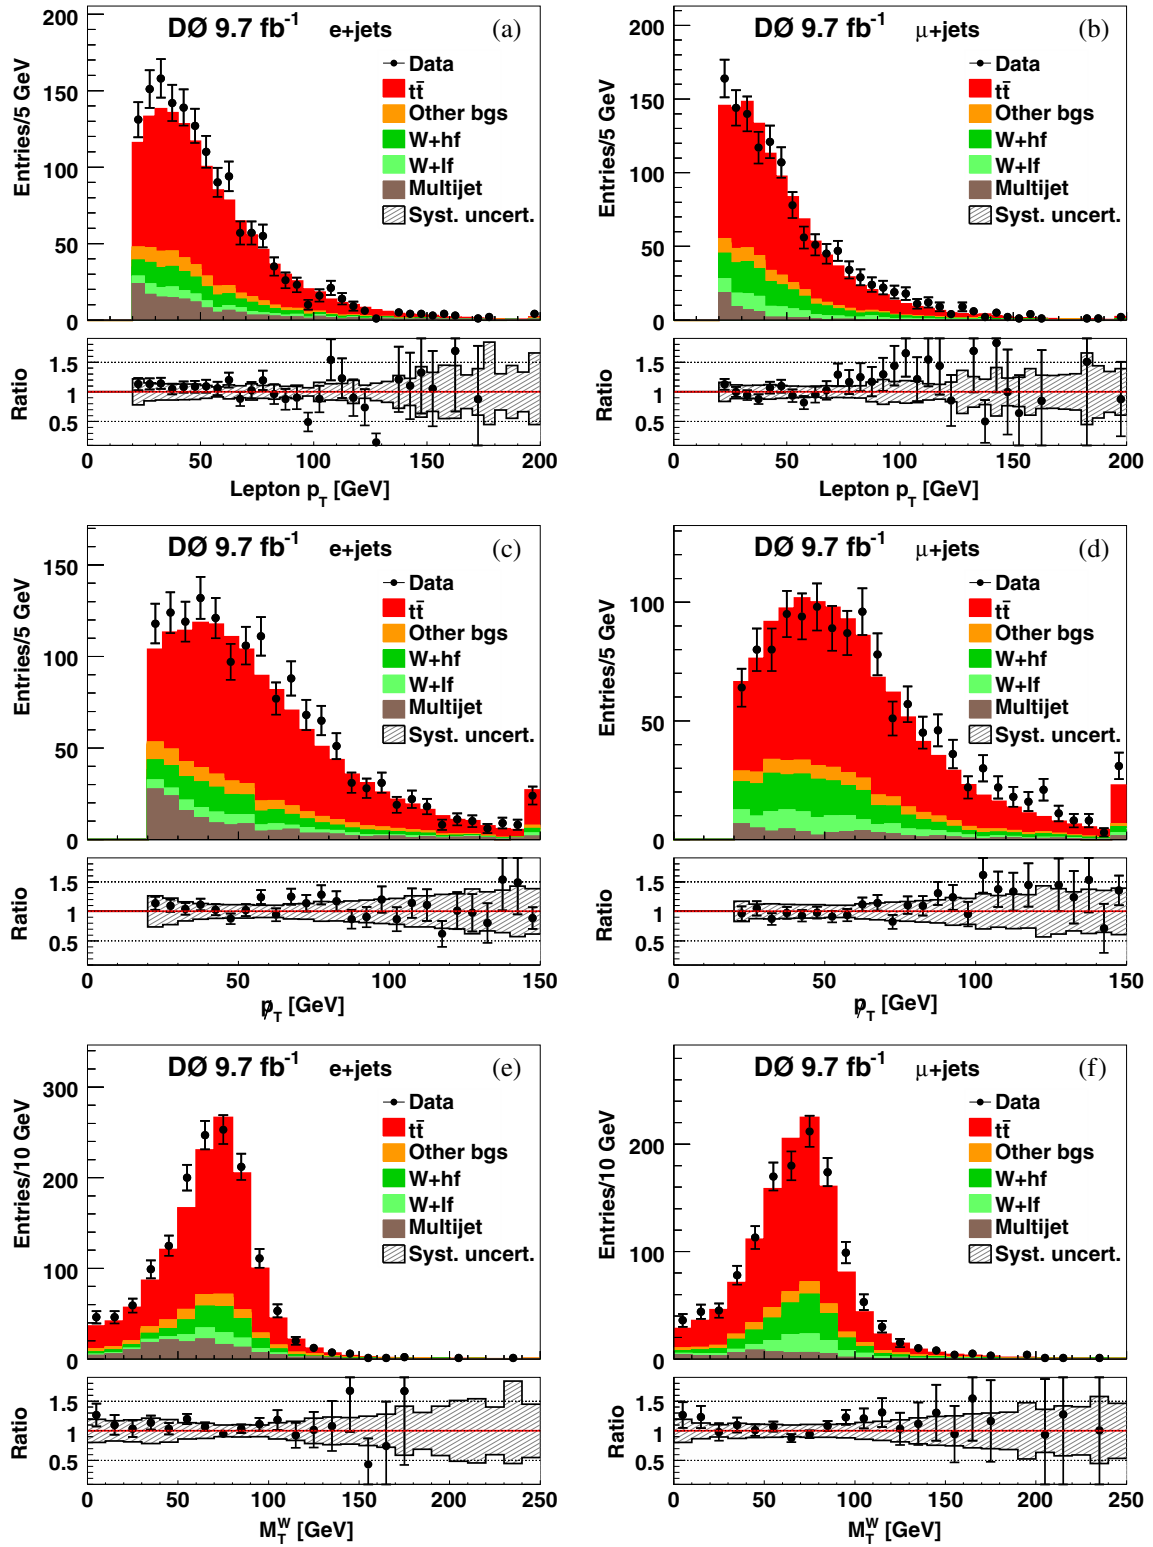 DØ 9.7 fb⁻¹ e+jets (a)
Entries/5 GeV
200
150
100
50
0
Data
tt̄
Other bgs
W+hf
W+lf
Multijet
Syst. uncert.
Ratio
1.5
1
0.5
0 50 100 150 200
Lepton p_T [GeV]
DØ 9.7 fb⁻¹ μ+jets (b)
Entries/5 GeV
200
150
100
50
0
Data
tt̄
Other bgs
W+hf
W+lf
Multijet
Syst. uncert.
Ratio
1.5
1
0.5
0 50 100 150 200
Lepton p_T [GeV]
DØ 9.7 fb⁻¹ e+jets (c)
Entries/5 GeV
150
100
50
0
Data
tt̄
Other bgs
W+hf
W+lf
Multijet
Syst. uncert.
Ratio
1.5
1
0.5
0 50 100 150
p̸_T [GeV]
DØ 9.7 fb⁻¹ μ+jets (d)
Entries/5 GeV
100
50
0
Data
tt̄
Other bgs
W+hf
W+lf
Multijet
Syst. uncert.
Ratio
1.5
1
0.5
0 50 100 150
p̸_T [GeV]
DØ 9.7 fb⁻¹ e+jets (e)
Entries/10 GeV
300
200
100
0
Data
tt̄
Other bgs
W+hf
W+lf
Multijet
Syst. uncert.
Ratio
1.5
1
0.5
0 50 100 150 200 250
M_T^W [GeV]
DØ 9.7 fb⁻¹ μ+jets (f)
Entries/10 GeV
200
100
0
Data
tt̄
Other bgs
W+hf
W+lf
Multijet
Syst. uncert.
Ratio
1.5
1
0.5
0 50 100 150 200 250
M_T^W [GeV]